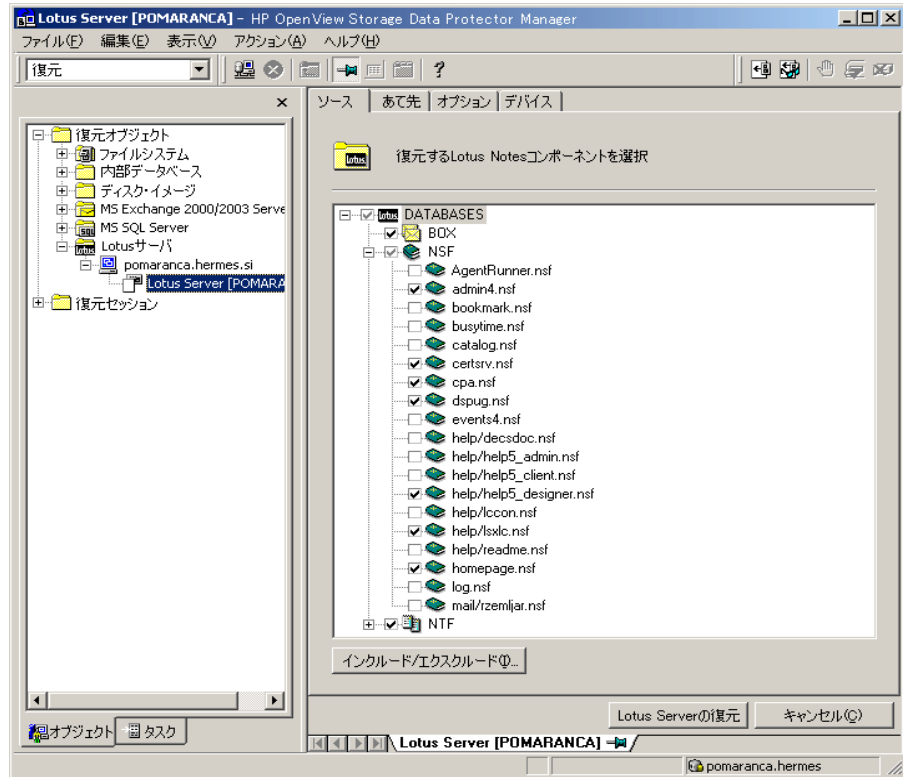 Lotus Server [POMARANCA] - HP OpenView Storage Data Protector Manager
ファイル(F) 編集(E) 表示(V) アクション(A) ヘルプ(H)
復元
復元オブジェクト
ファイルシステム
内部データベース
ディスク・イメージ
MS Exchange 2000/2003 Serve
MS SQL Server
Lotusサーバ
pomaranca.hermes.si
Lotus Server [POMARA
復元セッション
オブジェクト タスク
ソース あて先 オプション デバイス
Lotus 復元するLotus Notesコンポーネントを選択
DATABASES
BOX
NSF
AgentRunner.nsf
admin4.nsf
bookmark.nsf
busytime.nsf
catalog.nsf
certsrv.nsf
cpa.nsf
dspug.nsf
events4.nsf
help/decsdoc.nsf
help/help5_admin.nsf
help/help5_client.nsf
help/help5_designer.nsf
help/lccon.nsf
help/lsxlc.nsf
help/readme.nsf
homepage.nsf
log.nsf
mail/rzemljar.nsf
NTF
インクルード/エクスクルード(I)...
Lotus Serverの復元 キャンセル(C)
Lotus Server [POMARANCA]
pomaranca.hermes